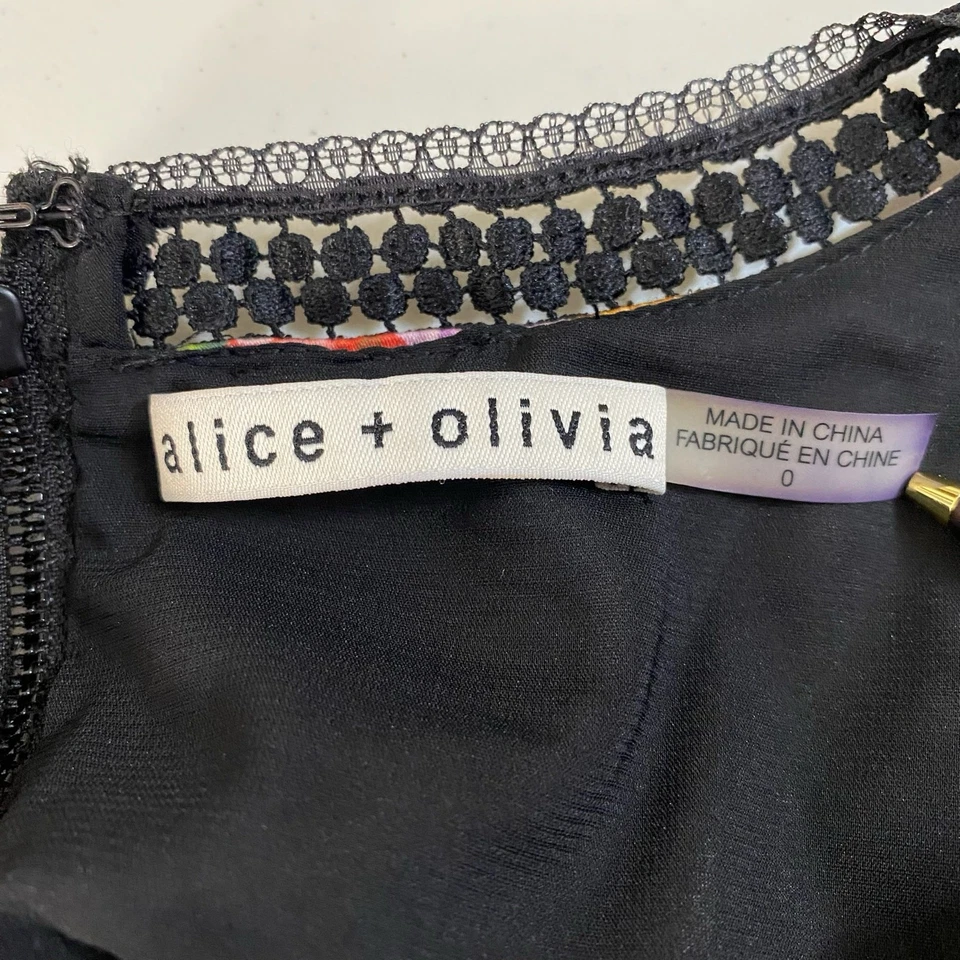 alice + olivia
MADE IN CHINA
FABRIQUÉ EN CHINE
0